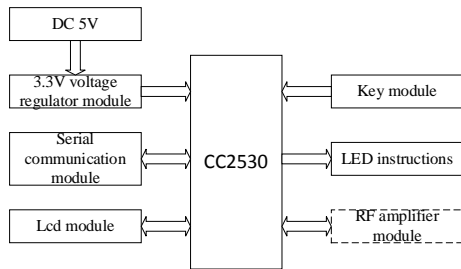 DC 5V
3.3V voltage
regulator module
Serial
communication
module
Lcd module
CC2530
Key module
LED instructions
RF amplifier
module